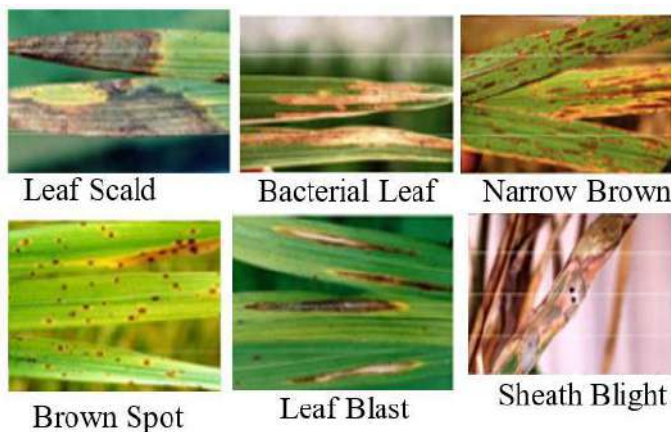 Leaf Scald
Bacterial Leaf
Narrow Brown
Brown Spot
Leaf Blast
Sheath Blight